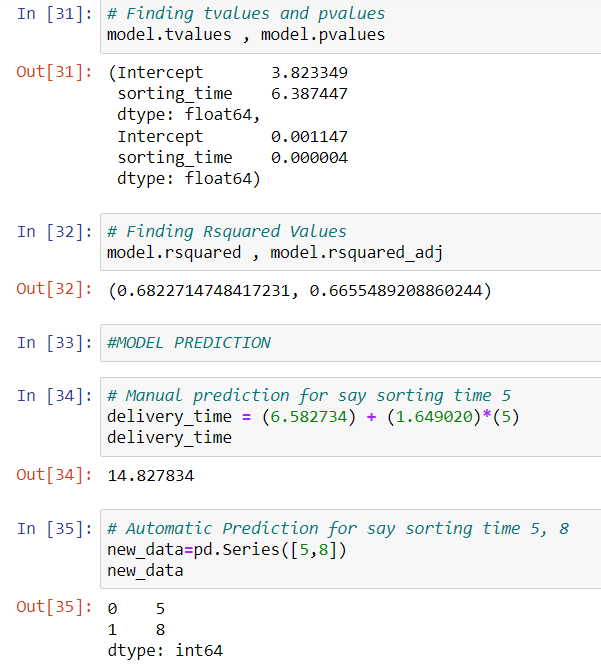 In [31]: # Finding tvalues and pvalues
model.tvalues , model.pvalues
Out[31]: (Intercept       3.823349
 sorting_time    6.387447
 dtype: float64,
 Intercept       0.001147
 sorting_time    0.000004
 dtype: float64)
In [32]: # Finding Rsquared Values
model.rsquared , model.rsquared_adj
Out[32]: (0.6822714748417231, 0.6655489208860244)
In [33]: #MODEL PREDICTION
In [34]: # Manual prediction for say sorting time 5
delivery_time = (6.582734) + (1.649020)*(5)
delivery_time
Out[34]: 14.827834
In [35]: # Automatic Prediction for say sorting time 5, 8
new_data=pd.Series([5,8])
new_data
Out[35]: 0    5
1    8
dtype: int64